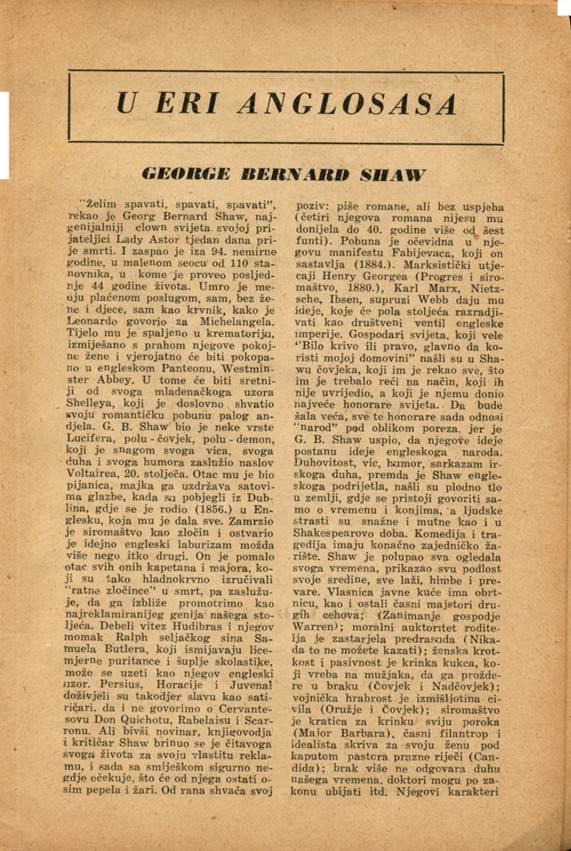 U ERI ANGLOSASA
GEORGE BERNARD SHAW
"Želim spavati, spavati, spavati",
rekao je Georg Bernard Shaw, naj-
genijalniji clown svijeta svojoj pri-
jateljici Lady Astor tjedan dana pri-
je smrti. I zaspao je iza 94. nemirne
godine, u malenom seocu od 110 sta-
novnika, u kome je proveo posljed-
nje 44 godine života. Umro je me-
dju plaćenom poslugom, sam, bez že-
ne i djece, sam kao krvnik, kako je
Leonardo govorio za Michelangela.
Tijelo mu je spaljeno u krematoriju,
izmiješano s prahom njegove pokoj-
ne žene i vjerojatno će biti pokopa-
no u engleskom Panteonu, Westmin-
ster Abbey. U tome će biti sretni-
ji od svoga mladenačkoga uzora
Shelleya, koji je doslovno shvatio
svoju romantičku pobunu palog an-
djela. G. B. Shaw bio je neke vrste
Lucifera, polu - čovjek, polu - demon,
koji je snagom svoga vica, svoga
duha i svoga humora zaslužio naslov
Voltairea, 20. stoljeća. Otac mu je bio
pijanica, majka ga uzdržava satovi-
ma glazbe, kada su pobjegli iz Dub-
lina, gdje se je rodio (1856.) u En-
glesku, koja mu je dala sve. Zamrzio
je siromaštvo kao zločin i ostvario
je idejno engleski laburizam možda
više nego itko drugi. On je pomalo
otac svih onih kapetana i majora, ko-
ji su tako hladnokrvno izručivali
"ratne zločince" u smrt, pa zaslužu-
je, da ga izbliže promotrimo kao
najreklamiranijeg genija našega sto-
ljeća. Debeli vitez Hudibras i njegov
momak Ralph seljačkog sina Sa-
muela Butlera, koji ismijavaju lice-
mjerne puritance i šuplje skolastike,
može se uzeti kao njegov engleski
uzor. Persius, Horacije i Juvenal
doživjeli su takodjer slavu kao sati-
ričari, da i ne govorimo o Cervante-
sovu Don Quichotu, Rabelaisu i Scar-
ronu. Ali bivši novinar, knjigovodja
i kritičar Shaw brinuo se je čitavoga
svoga života za svoju vlastitu rekla-
mu, i sada sa smiješkom sigurno ne-
gdje očekuje, što će od njega ostati o-
sim pepela i žari. Od rana shvaća svoj
poziv: piše romane, ali bez uspjeha
(četiri njegova romana nijesu mu
donijela do 40. godine više od šest
funti). Pobuna je očevidna u nje-
govu manifestu Fabijevaca, koji on
sastavlja (1884.). Marksistički utje-
caji Henry Georgea (Progres i siro-
maštvo, 1880.), Karl Marx, Nietz-
sche, Ibsen, supruzi Webb daju mu
ideje, koje će pola stoljeća razradji-
vati kao društveni ventil engleske
imperije. Gospodari svijeta, koji vele
"Bilo krivo ili pravo, glavno da ko-
risti mojoj domovini" našli su u Sha-
wu čovjeka, koji im je rekao sve, što
im je trebalo reći na način, koji ih
nije uvrijedio, a koji je njemu donio
najveće honorare svijeta. Da bude
šala veća, sve te honorare sada odnosi
"narod" pod oblikom poreza, jer je
G. B. Shaw uspio, da njegove ideje
postanu ideje engleskoga naroda.
Duhovitost, vic, humor, sarkazam ir-
skoga duha, premda je Shaw engle-
skoga podrijetla, našli su plodno tlo
u zemlji, gdje se pristoji govoriti sa-
mo o vremenu i konjima, a ljudske
strasti su snažne i mutne kao i u
Shakespearovo doba. Komedija i tra-
gedija imaju konačno zajedničko ža-
rište. Shaw je polupao sva ogledala
svoga vremena, prikazao svu podlost
svoje sredine, sve laži, himbe i pre-
vare. Vlasnica javne kuće ima obrt-
nicu, kao i ostali časni majstori dru-
gih cehova; (Zanimanje gospodje
Warren); moralni auktoritet rodite-
lja je zastarjela predrasuda (Nika-
da to ne možete kazati); ženska krot-
kost i pasivnost je krinka kukca, ko-
ji vreba na mužjaka, da ga prožde-
re u braku (Čovjek i Nadčovjek);
vojnička hrabrost je izmišljotina ci-
vila (Oružje i Čovjek); siromaštvo
je kratica za krinku sviju poroka
(Major Barbara), časni filantrop i
idealista skriva za svoju ženu pod
kaputom pastora prazne riječi (Can-
dida); brak više ne odgovara duhu
našega vremena, doktori mogu po za-
konu ubijati itd. Njegovi karakteri